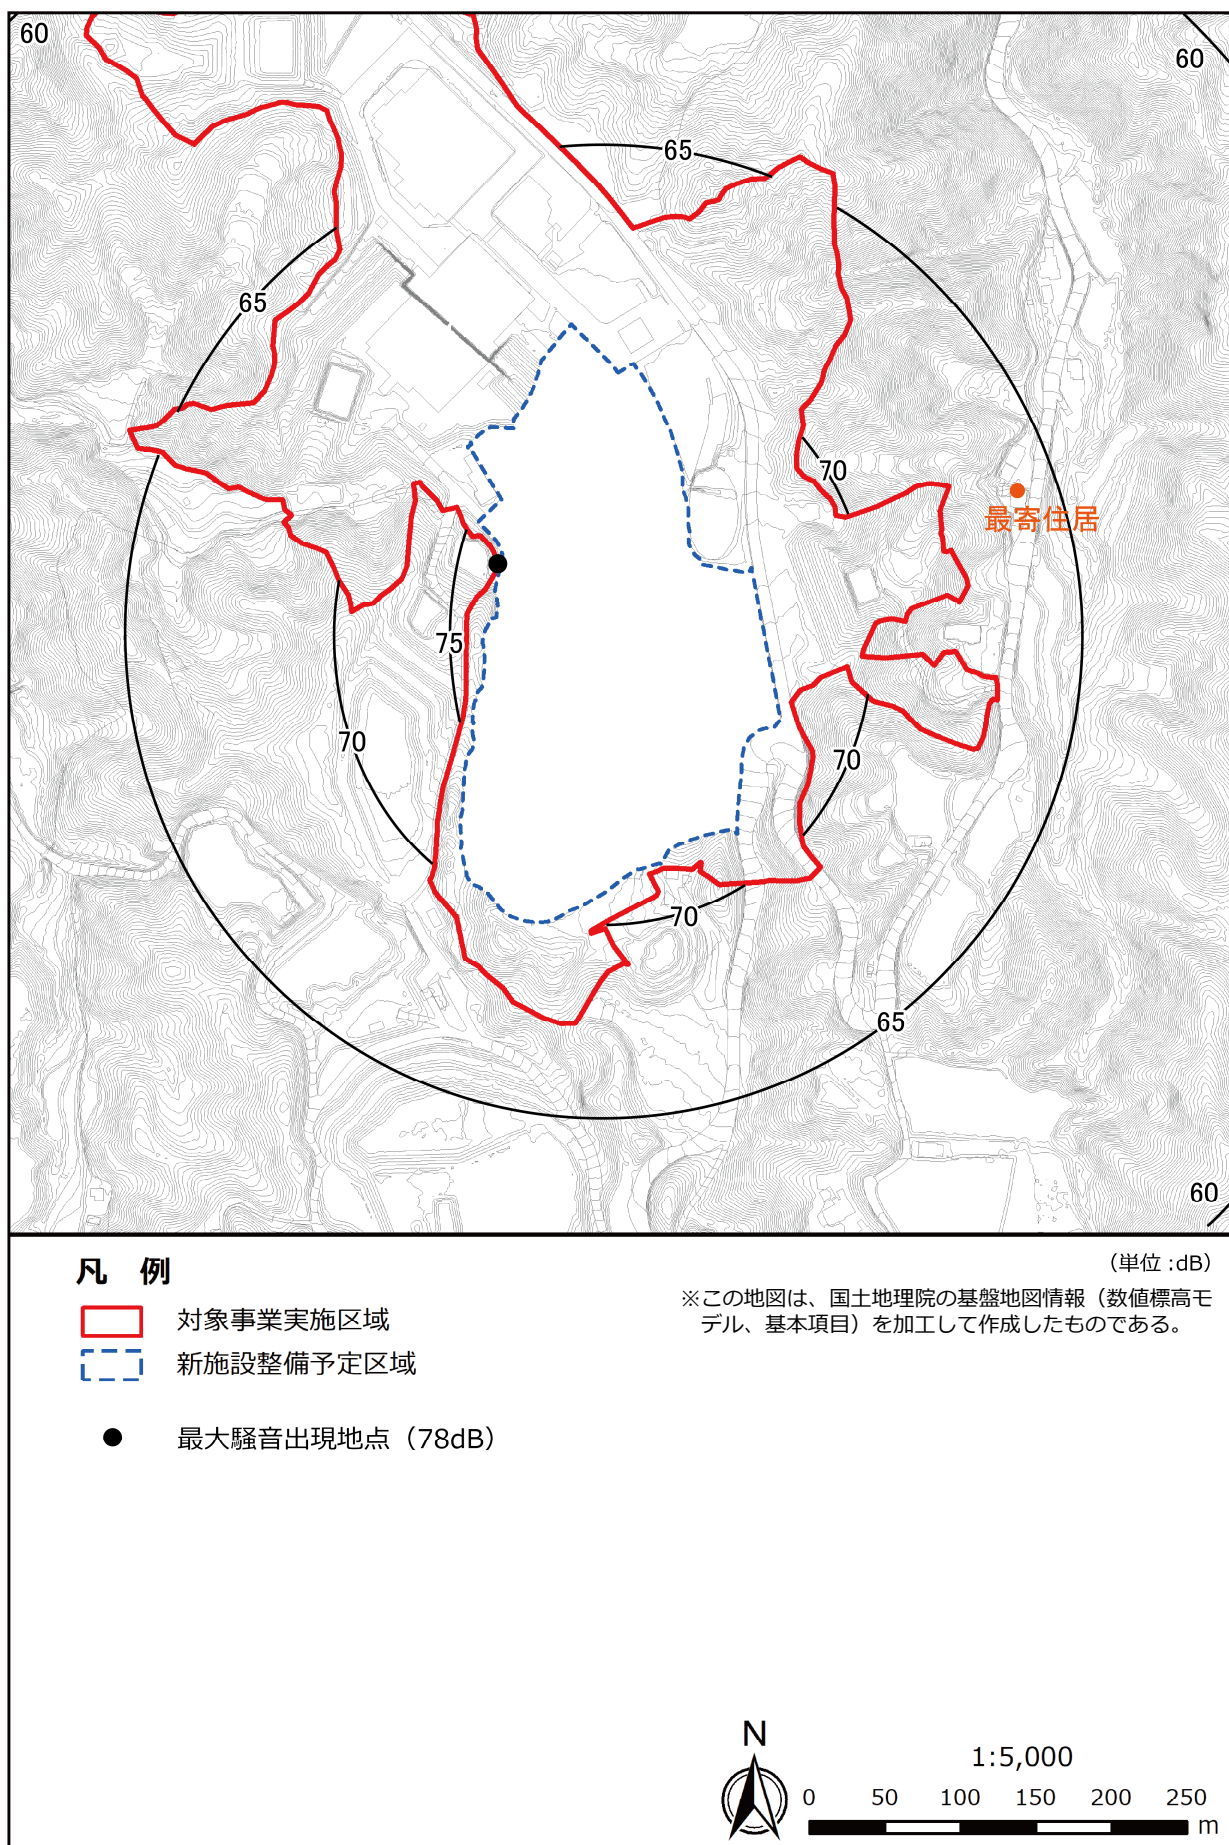 60
60
65
65
70
最寄住居
75
70
70
70
65
60
凡 例
(単位 :dB)
対象事業実施区域
※この地図は、国土地理院の基盤地図情報（数値標高モ
デル、基本項目）を加工して作成したものである。
新施設整備予定区域
最大騒音出現地点（78dB）
N
1:5,000
0 50 100 150 200 250
m